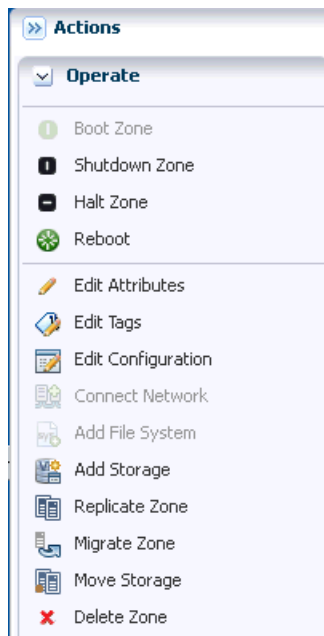 Actions
Operate
Boot Zone
Shutdown Zone
Halt Zone
Reboot
Edit Attributes
Edit Tags
Edit Configuration
Connect Network
Add File System
Add Storage
Replicate Zone
Migrate Zone
Move Storage
Delete Zone